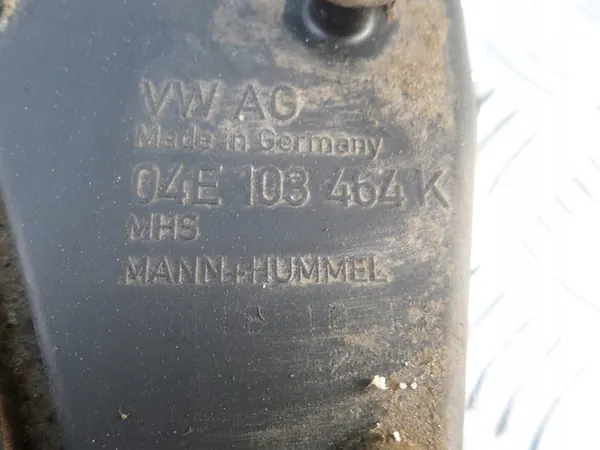 VW AG
Made in Germany
04E 103 464 K
MHS
MANN+HUMMEL